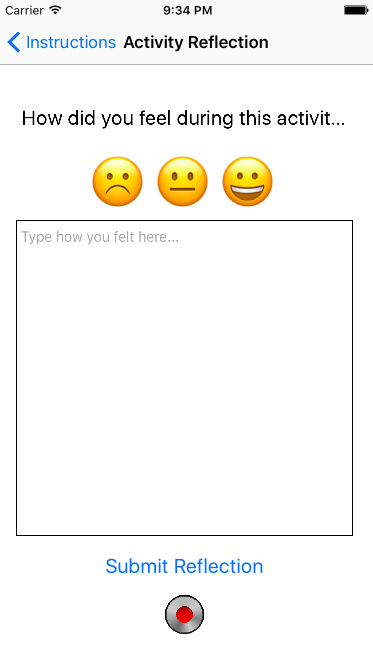 Carrier 9:34 PM
Instructions Activity Reflection
How did you feel during this activit...
Type how you felt here...
Submit Reflection